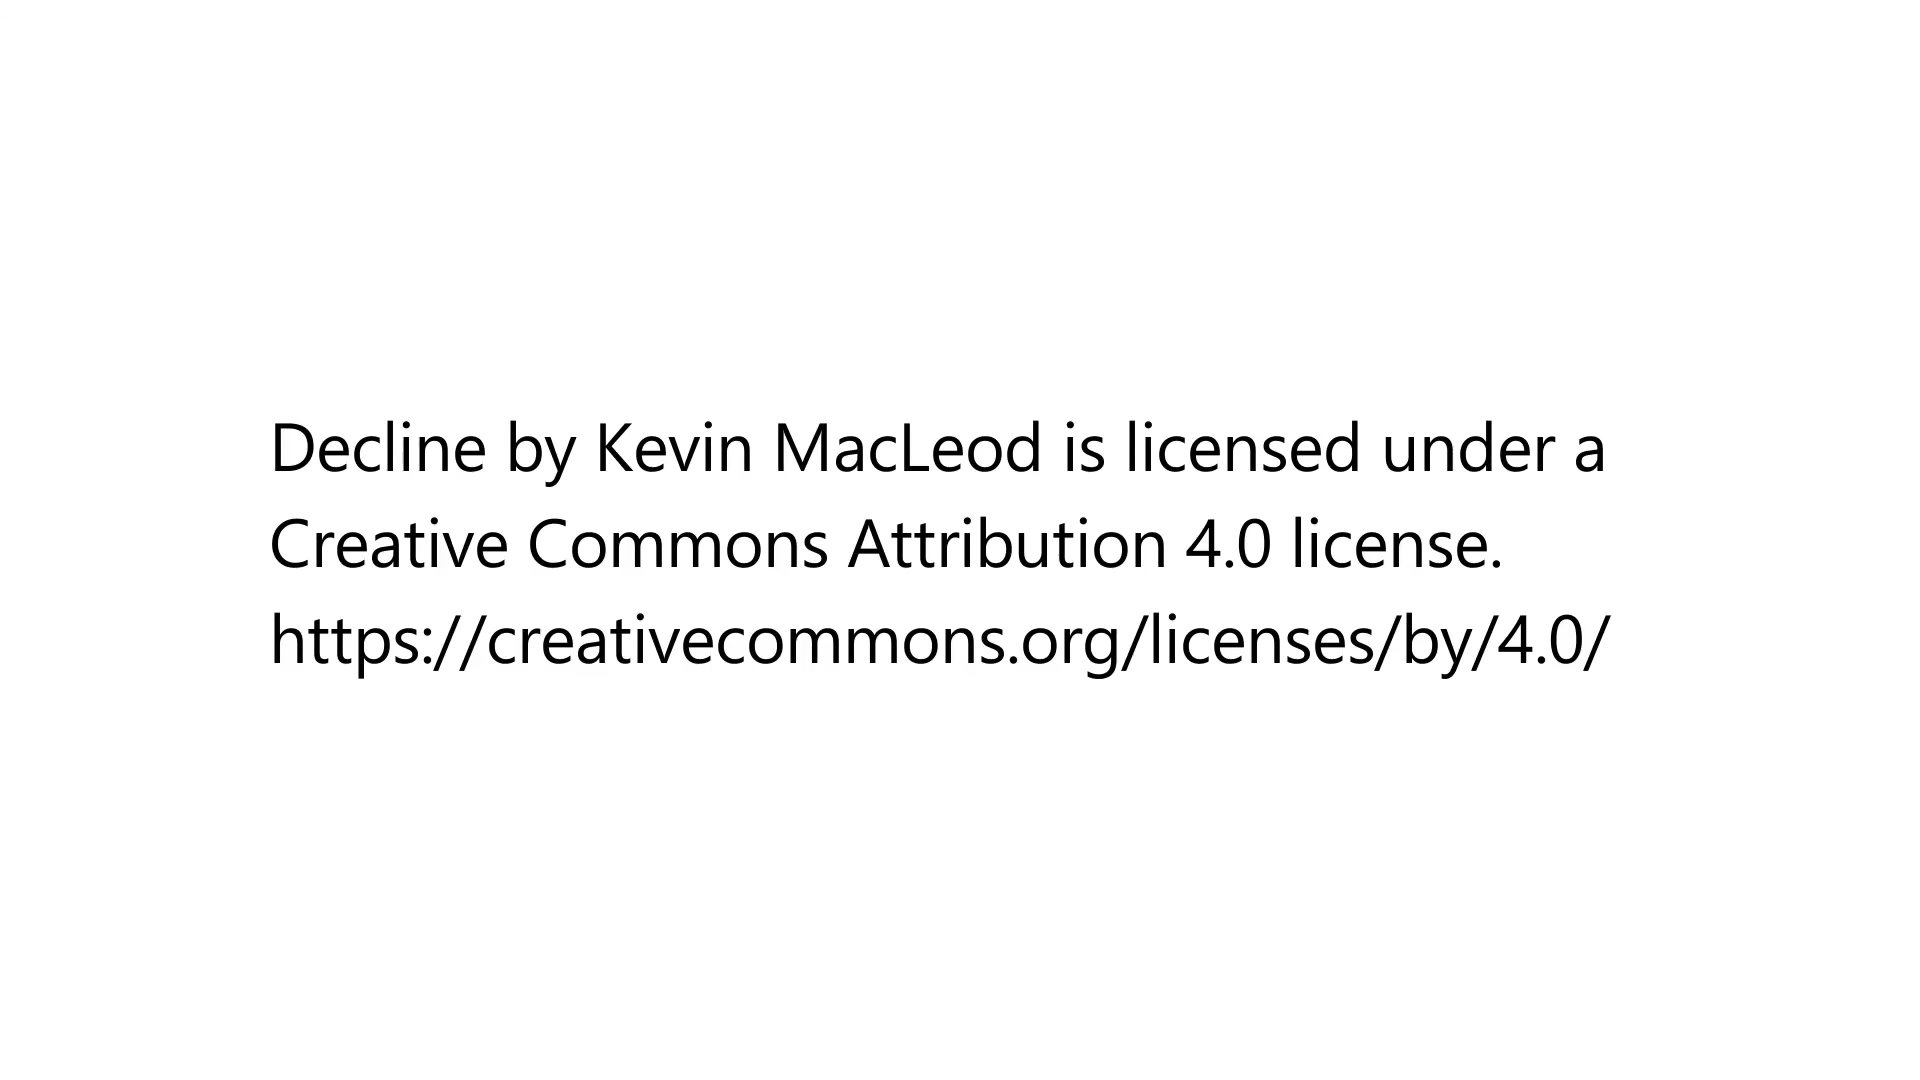 Decline by Kevin MacLeod is licensed under a
Creative Commons Attribution 4.0 license.
https://creativecommons.org/licenses/by/4.0/